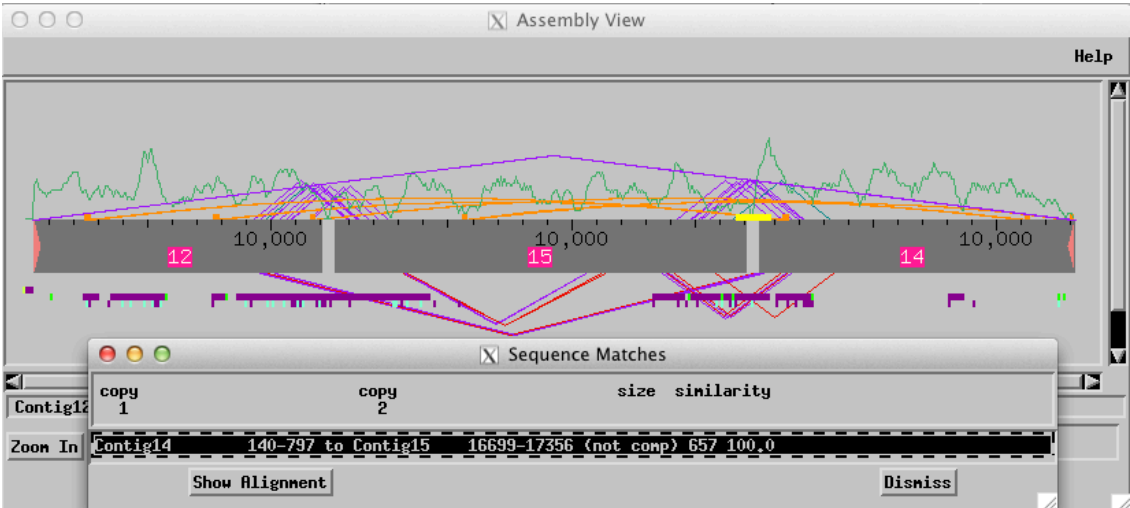 Assembly View
Help
10,000 10,000 10,000
12 15 14
Sequence Matches
copy copy size similarity
1 2
Contig12
Zoom In
Contig14 140-797 to Contig15 16699-17356 (not comp) 657 100.0
Show Alignment Dismiss